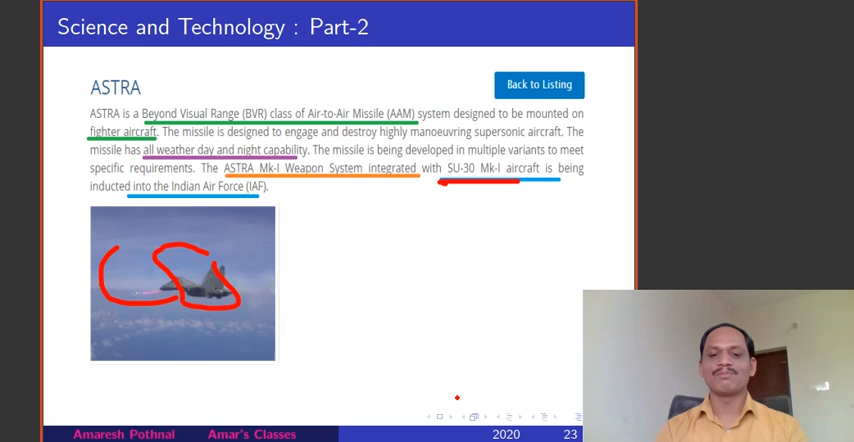 Science and Technology : Part-2
ASTRA
Back to Listing
ASTRA is a Beyond Visual Range (BVR) class of Air-to-Air Missile (AAM) system designed to be mounted on
fighter aircraft. The missile is designed to engage and destroy highly manoeuvring supersonic aircraft. The
missile has all weather day and night capability. The missile is being developed in multiple variants to meet
specific requirements. The ASTRA Mk-I Weapon System integrated with SU-30 Mk-I aircraft is being
inducted into the Indian Air Force (IAF).
Amaresh Pothnal Amar's Classes 2020 23